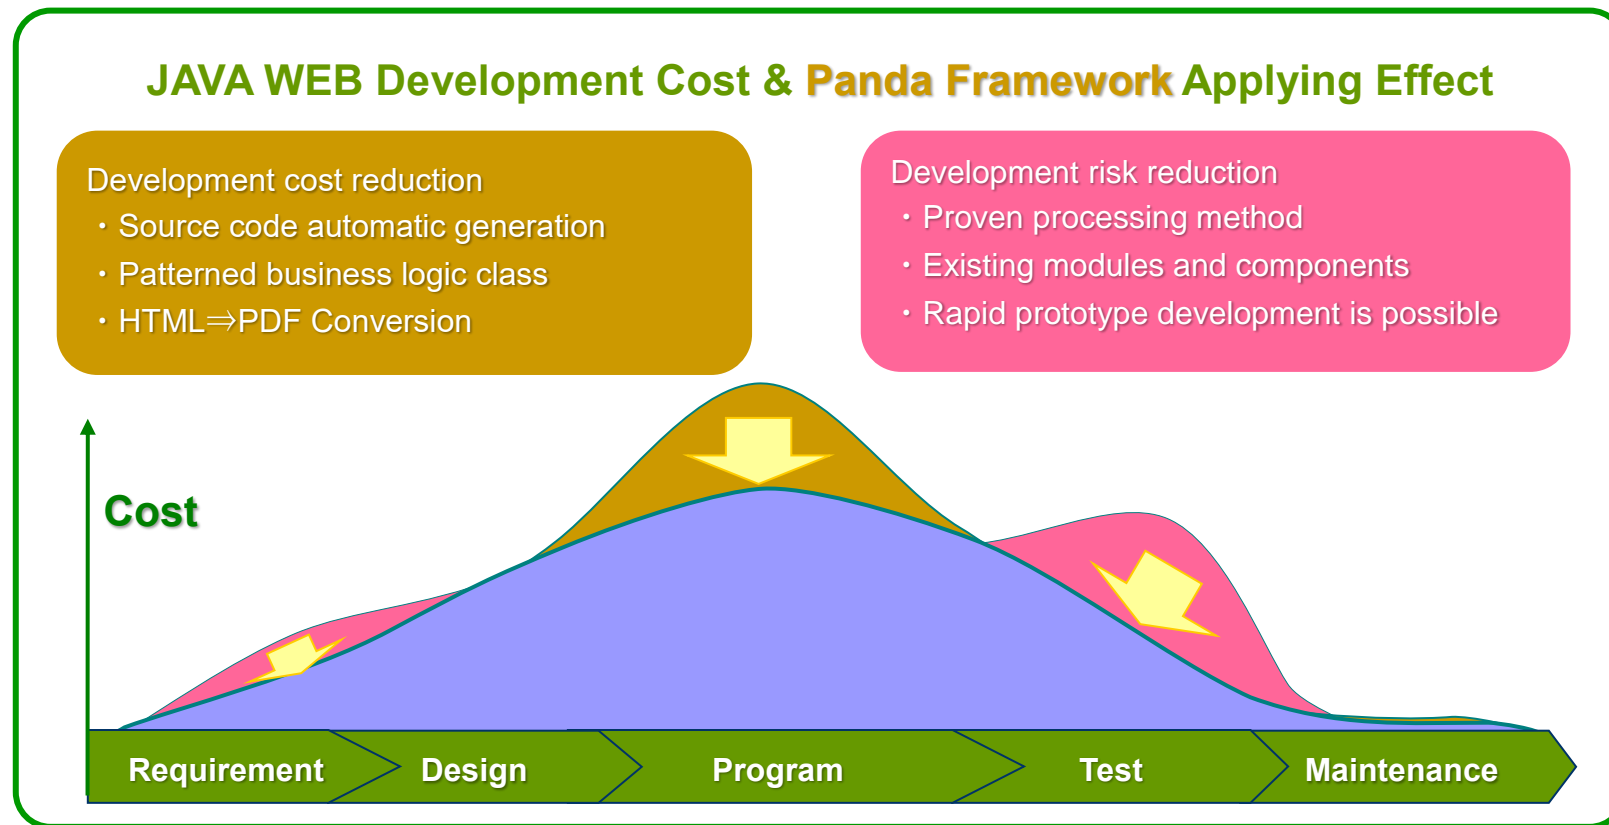 JAVA WEB Development Cost & Panda Framework Applying Effect
Development cost reduction
・Source code automatic generation
・Patterned business logic class
・HTML⇒PDF Conversion
Development risk reduction
・Proven processing method
・Existing modules and components
・Rapid prototype development is possible
Cost
Requirement
Design
Program
Test
Maintenance